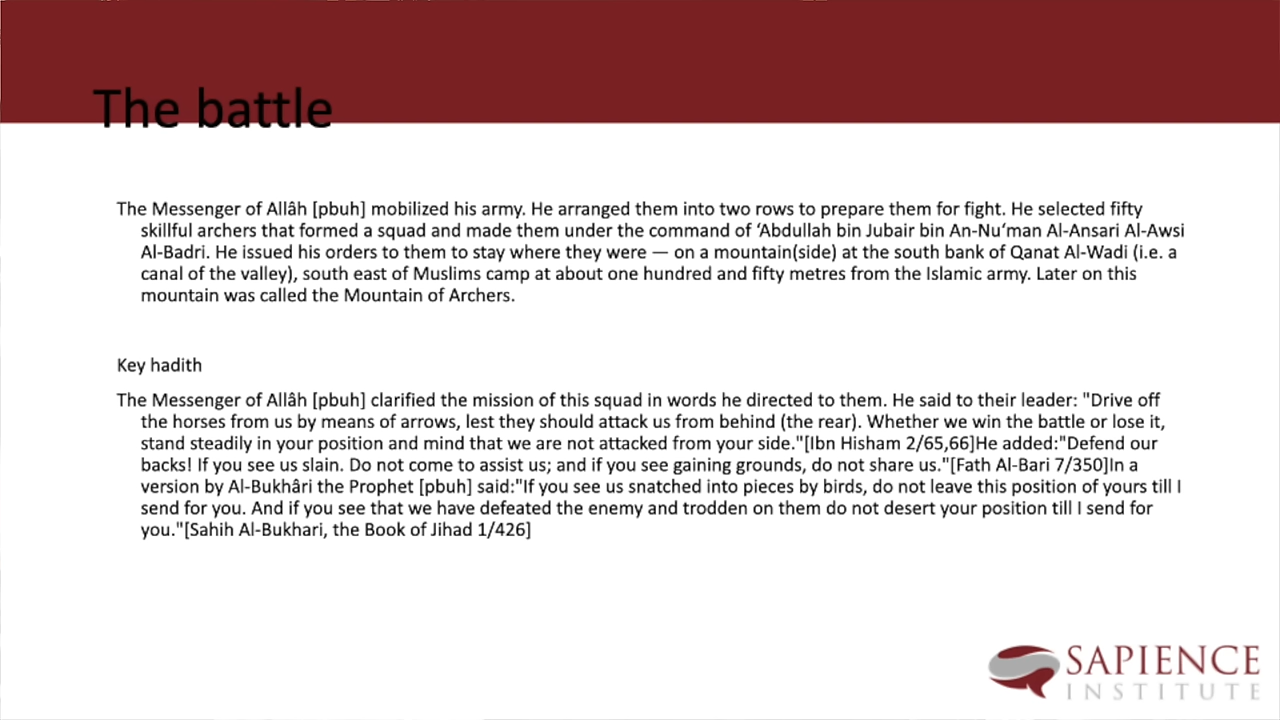 The battle
The Messenger of Allâh [pbuh] mobilized his army. He arranged them into two rows to prepare them for fight. He selected fifty
skillful archers that formed a squad and made them under the command of ‘Abdullah bin Jubair bin An-Nu‘man Al-Ansari Al-Awsi
Al-Badri. He issued his orders to them to stay where they were — on a mountain(side) at the south bank of Qanat Al-Wadi (i.e. a
canal of the valley), south east of Muslims camp at about one hundred and fifty metres from the Islamic army. Later on this
mountain was called the Mountain of Archers.
Key hadith
The Messenger of Allâh [pbuh] clarified the mission of this squad in words he directed to them. He said to their leader: "Drive off
the horses from us by means of arrows, lest they should attack us from behind (the rear). Whether we win the battle or lose it,
stand steadily in your position and mind that we are not attacked from your side."[Ibn Hisham 2/65,66]He added:"Defend our
backs! If you see us slain. Do not come to assist us; and if you see gaining grounds, do not share us."[Fath Al-Bari 7/350]In a
version by Al-Bukhâri the Prophet [pbuh] said:"If you see us snatched into pieces by birds, do not leave this position of yours till I
send for you. And if you see that we have defeated the enemy and trodden on them do not desert your position till I send for
you."[Sahih Al-Bukhari, the Book of Jihad 1/426]
SAPIENCE
INSTITUTE